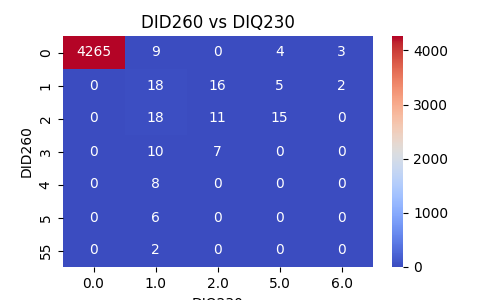 DID260 vs DIQ230
0 4265 9 0 4 3
1 0 18 16 5 2
2 0 18 11 15 0
3 0 10 7 0 0
4 0 8 0 0 0
5 0 6 0 0 0
55 0 2 0 0 0
0.0 1.0 2.0 5.0 6.0
DID260
DIQ230
4000
3000
2000
1000
0